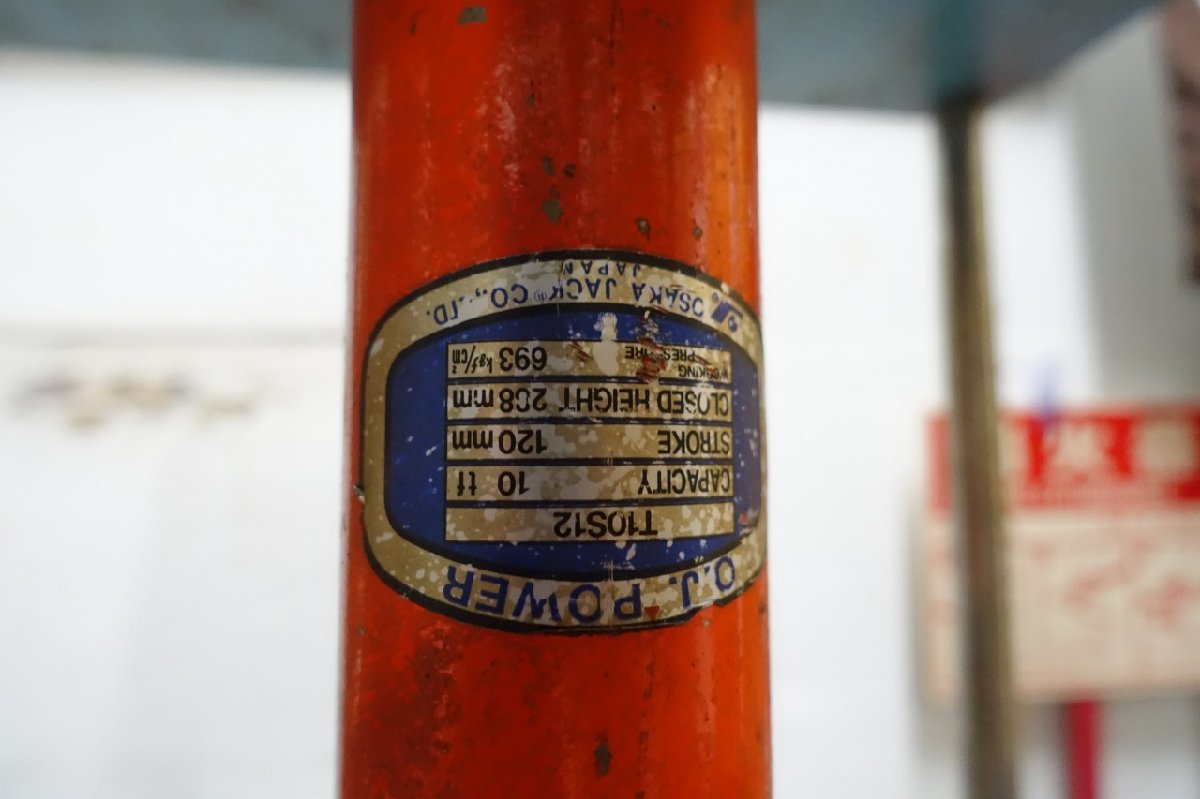 O.J. POWER
T10S12
CAPACITY 10 tf
STROKE 120 mm
CLOSED HEIGHT mm
WORKING
PRESSURE 693 kgf/cm²
OSAKA JACK® CO., LTD.
JAPAN